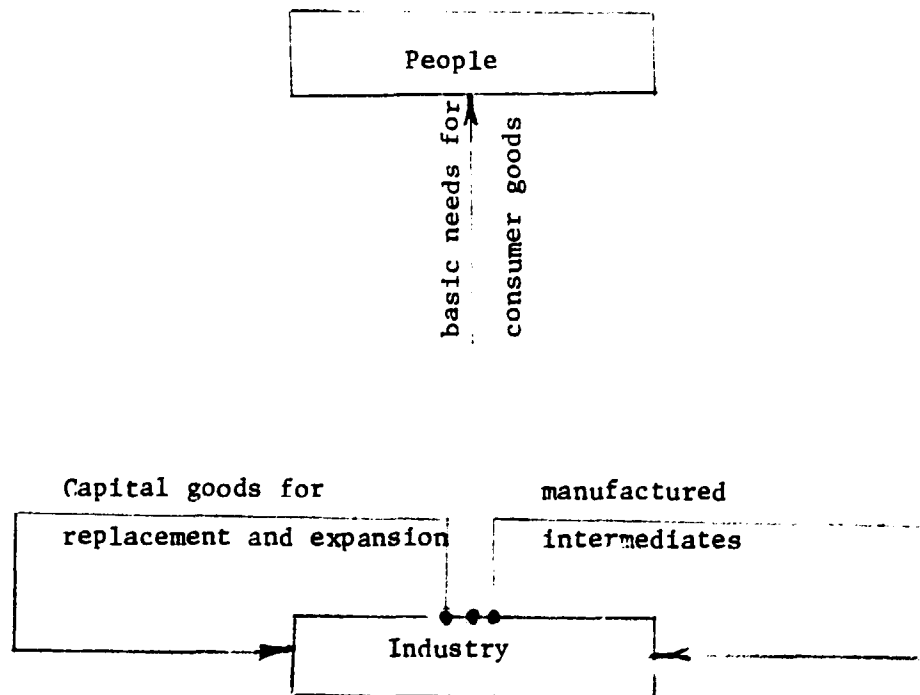 People
basic needs for
consumer goods
Capital goods for
replacement and expansion
manufactured
intermediates
Industry